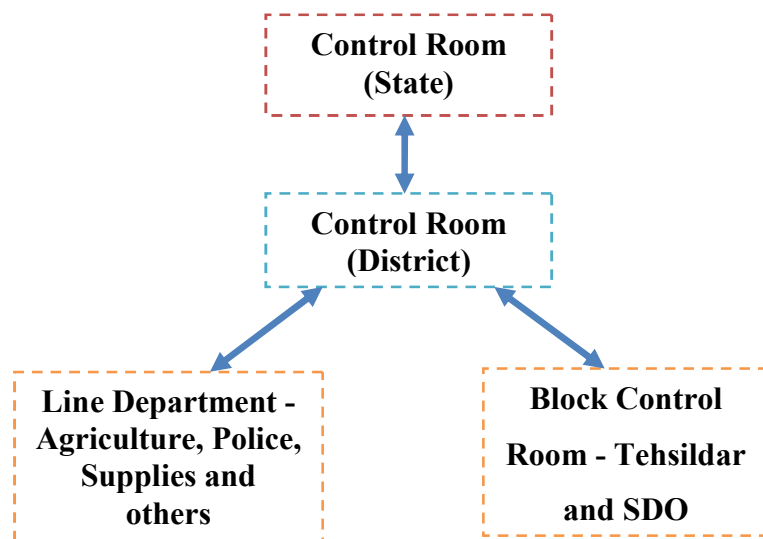 Control Room
(State)
Control Room
(District)
Line Department -
Agriculture, Police,
Supplies and
others
Block Control
Room - Tehsildar
and SDO